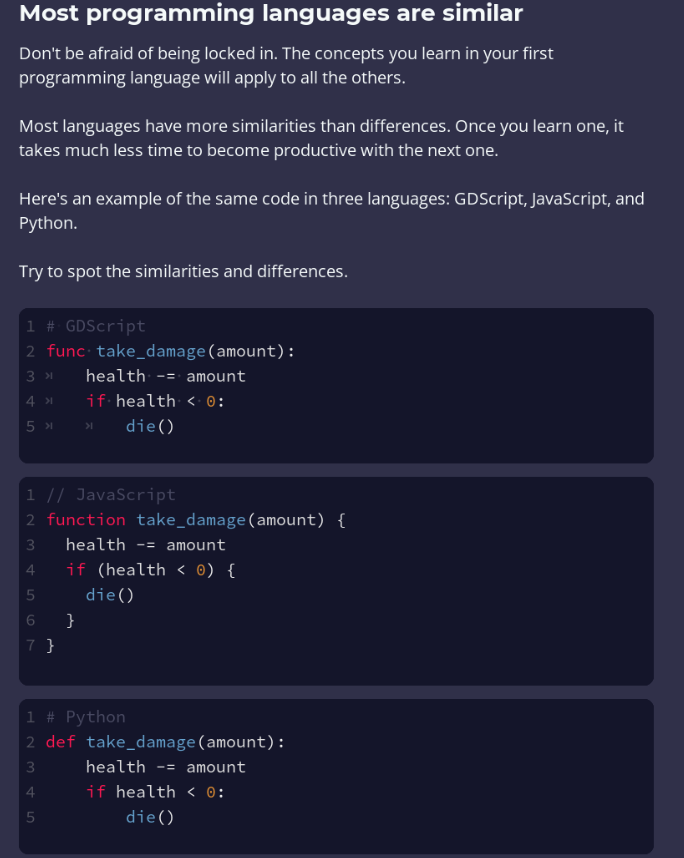 Most programming languages are similar
Don't be afraid of being locked in. The concepts you learn in your first
programming language will apply to all the others.
Most languages have more similarities than differences. Once you learn one, it
takes much less time to become productive with the next one.
Here's an example of the same code in three languages: GDScript, JavaScript, and
Python.
Try to spot the similarities and differences.
1 # GDScript
2 func take_damage(amount):
3     health -= amount
4     if health < 0:
5         die()
1 // JavaScript
2 function take_damage(amount) {
3   health -= amount
4   if (health < 0) {
5     die()
6   }
7 }
1 # Python
2 def take_damage(amount):
3     health -= amount
4     if health < 0:
5         die()